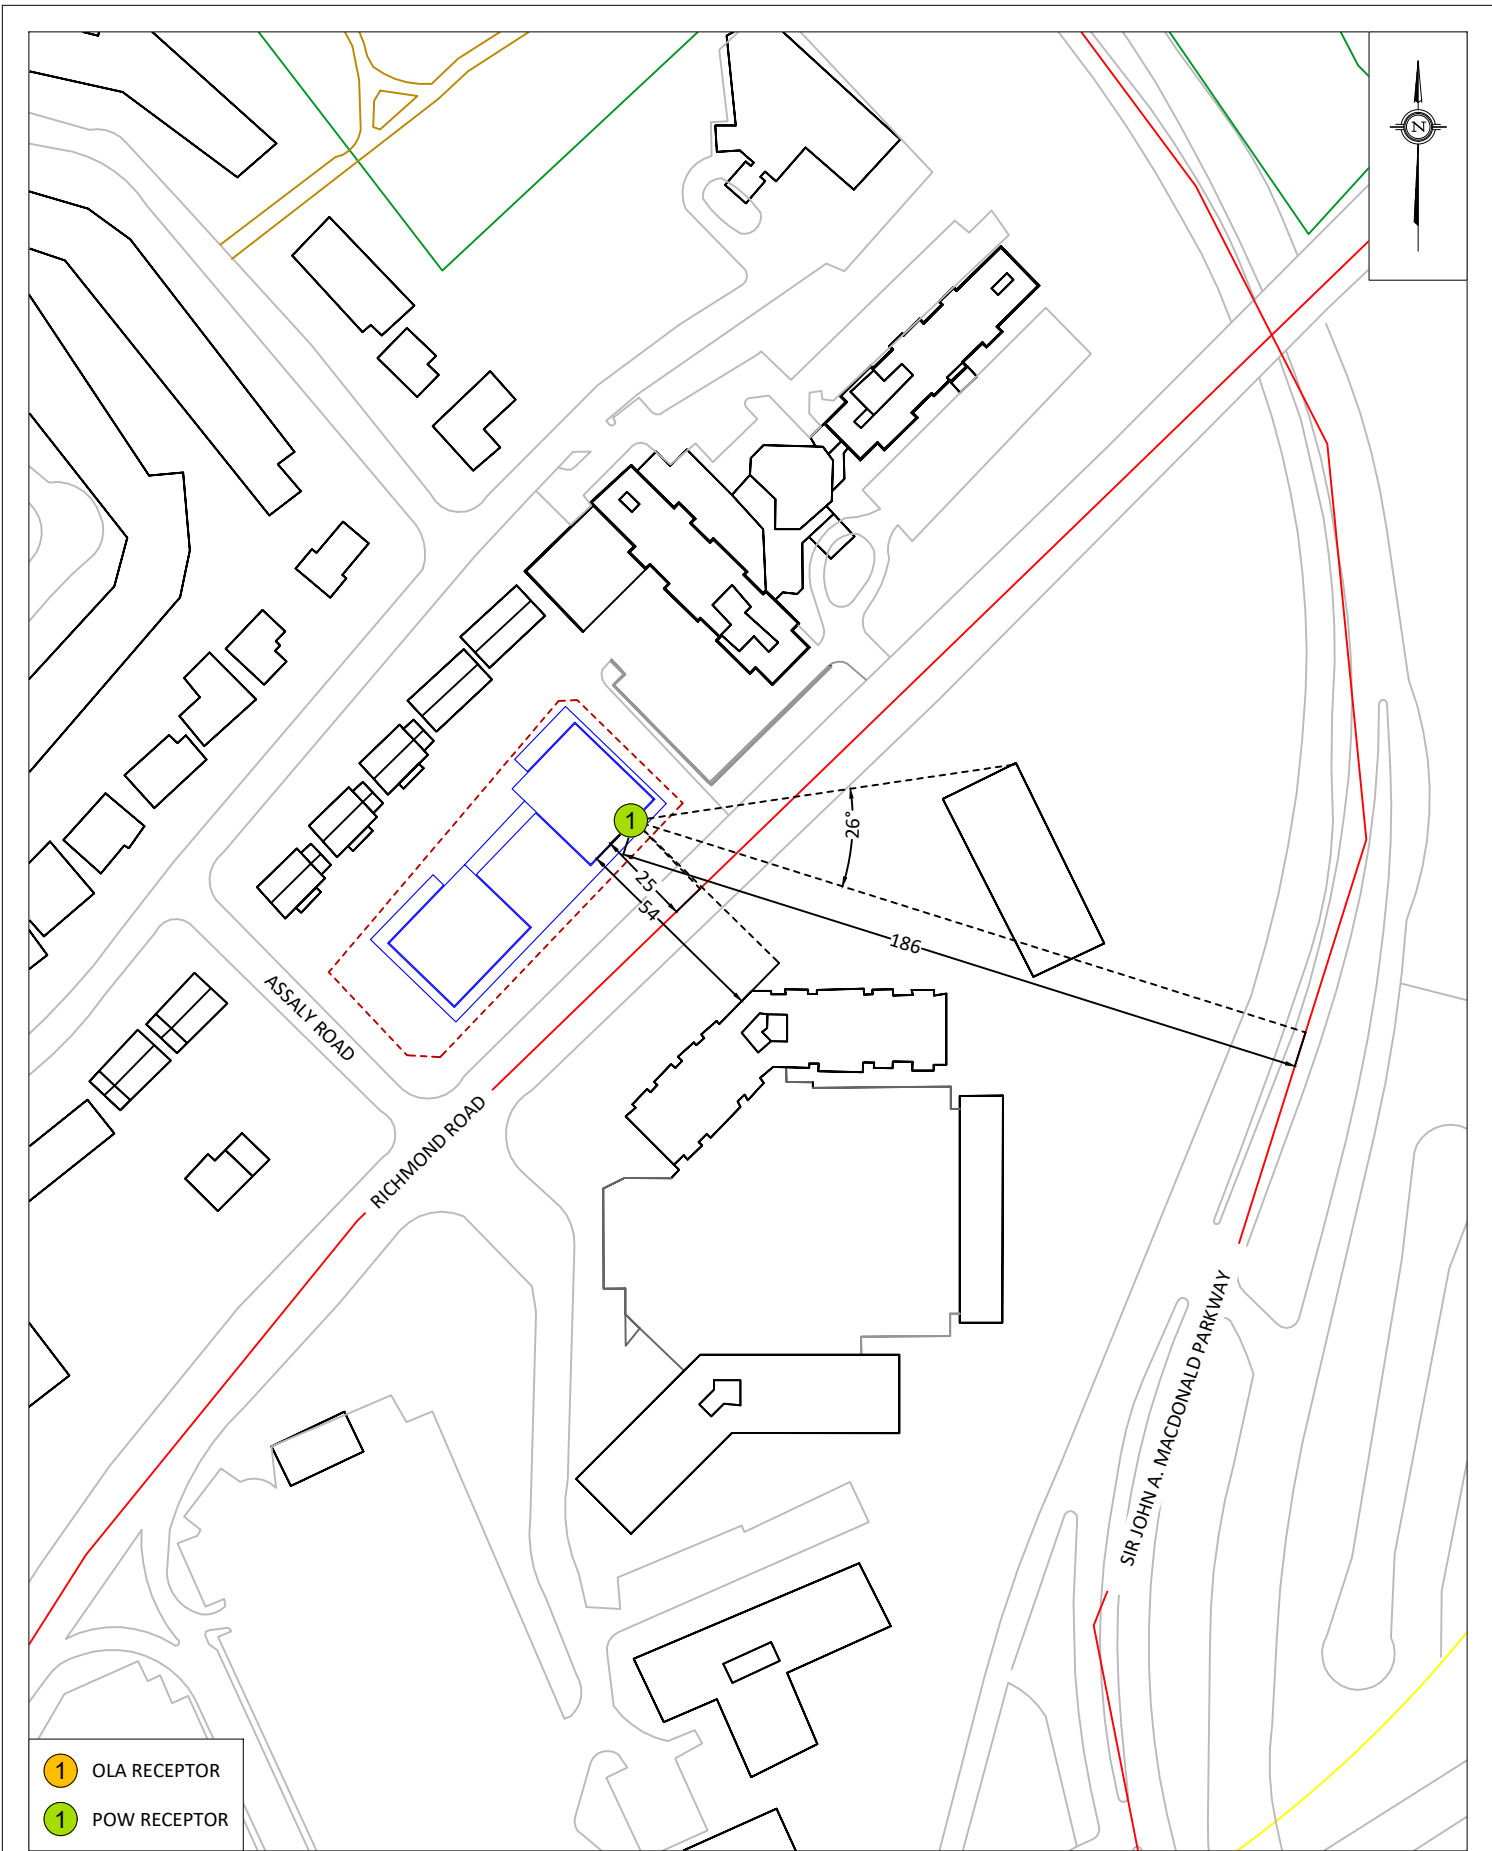 N
1
26°
25
54
186
ASSALY ROAD
RICHMOND ROAD
SIR JOHN A. MACDONALD PARKWAY
1 OLA RECEPTOR
1 POW RECEPTOR